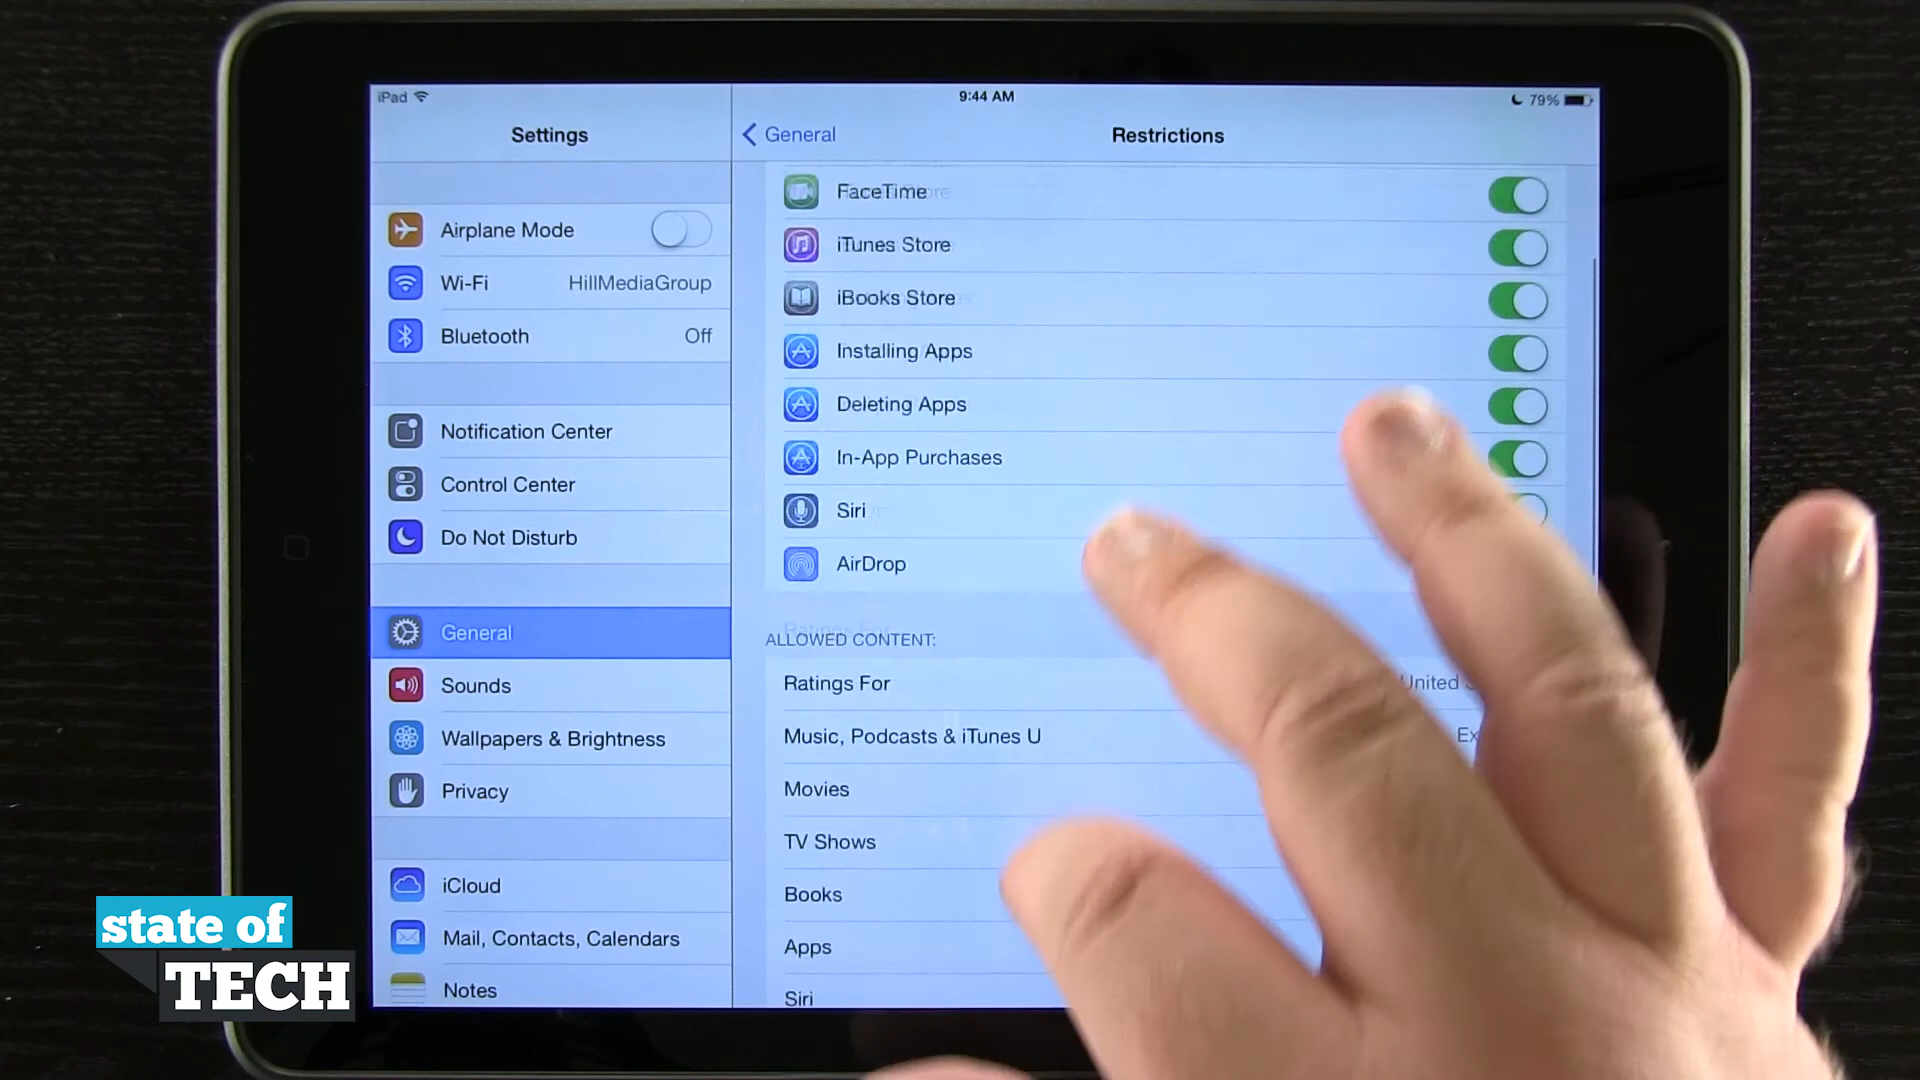 iPad
9:44 AM
79%
Settings
General
Restrictions
Airplane Mode
Wi-Fi HillMediaGroup
Bluetooth Off
Notification Center
Control Center
Do Not Disturb
General
Sounds
Wallpapers & Brightness
Privacy
iCloud
Mail, Contacts, Calendars
Notes
FaceTime
iTunes Store
iBooks Store
Installing Apps
Deleting Apps
In-App Purchases
Siri
AirDrop
ALLOWED CONTENT:
Ratings For United
Music, Podcasts & iTunes U
Movies
TV Shows
Books
Apps
Siri
state of
TECH